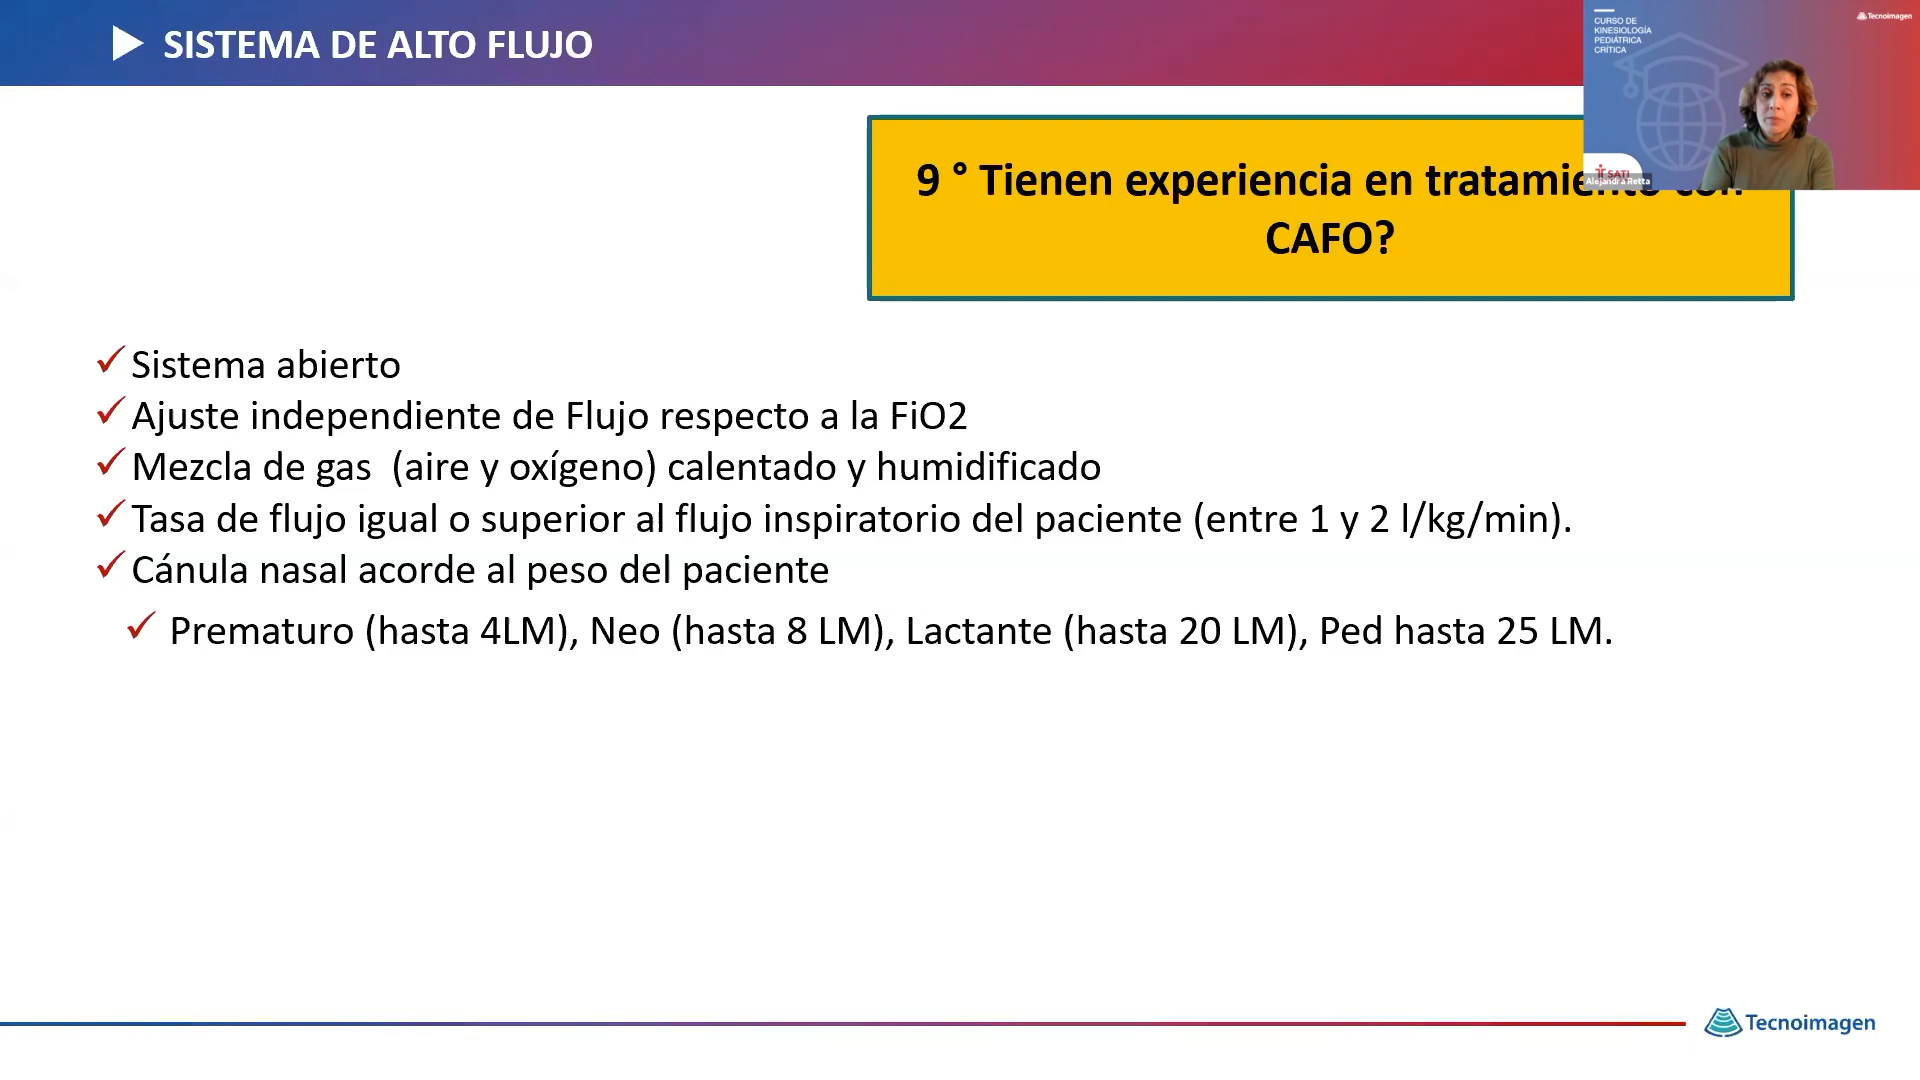 SISTEMA DE ALTO FLUJO
CURSO DE
KINESIOLOGÍA
PEDIÁTRICA
CRÍTICA
Tecnoimagen
SATI
Alejandra Retta
9 ° Tienen experiencia en tratamiento con
CAFO?
Sistema abierto
Ajuste independiente de Flujo respecto a la FiO2
Mezcla de gas (aire y oxígeno) calentado y humidificado
Tasa de flujo igual o superior al flujo inspiratorio del paciente (entre 1 y 2 l/kg/min).
Cánula nasal acorde al peso del paciente
Prematuro (hasta 4LM), Neo (hasta 8 LM), Lactante (hasta 20 LM), Ped hasta 25 LM.
Tecnoimagen